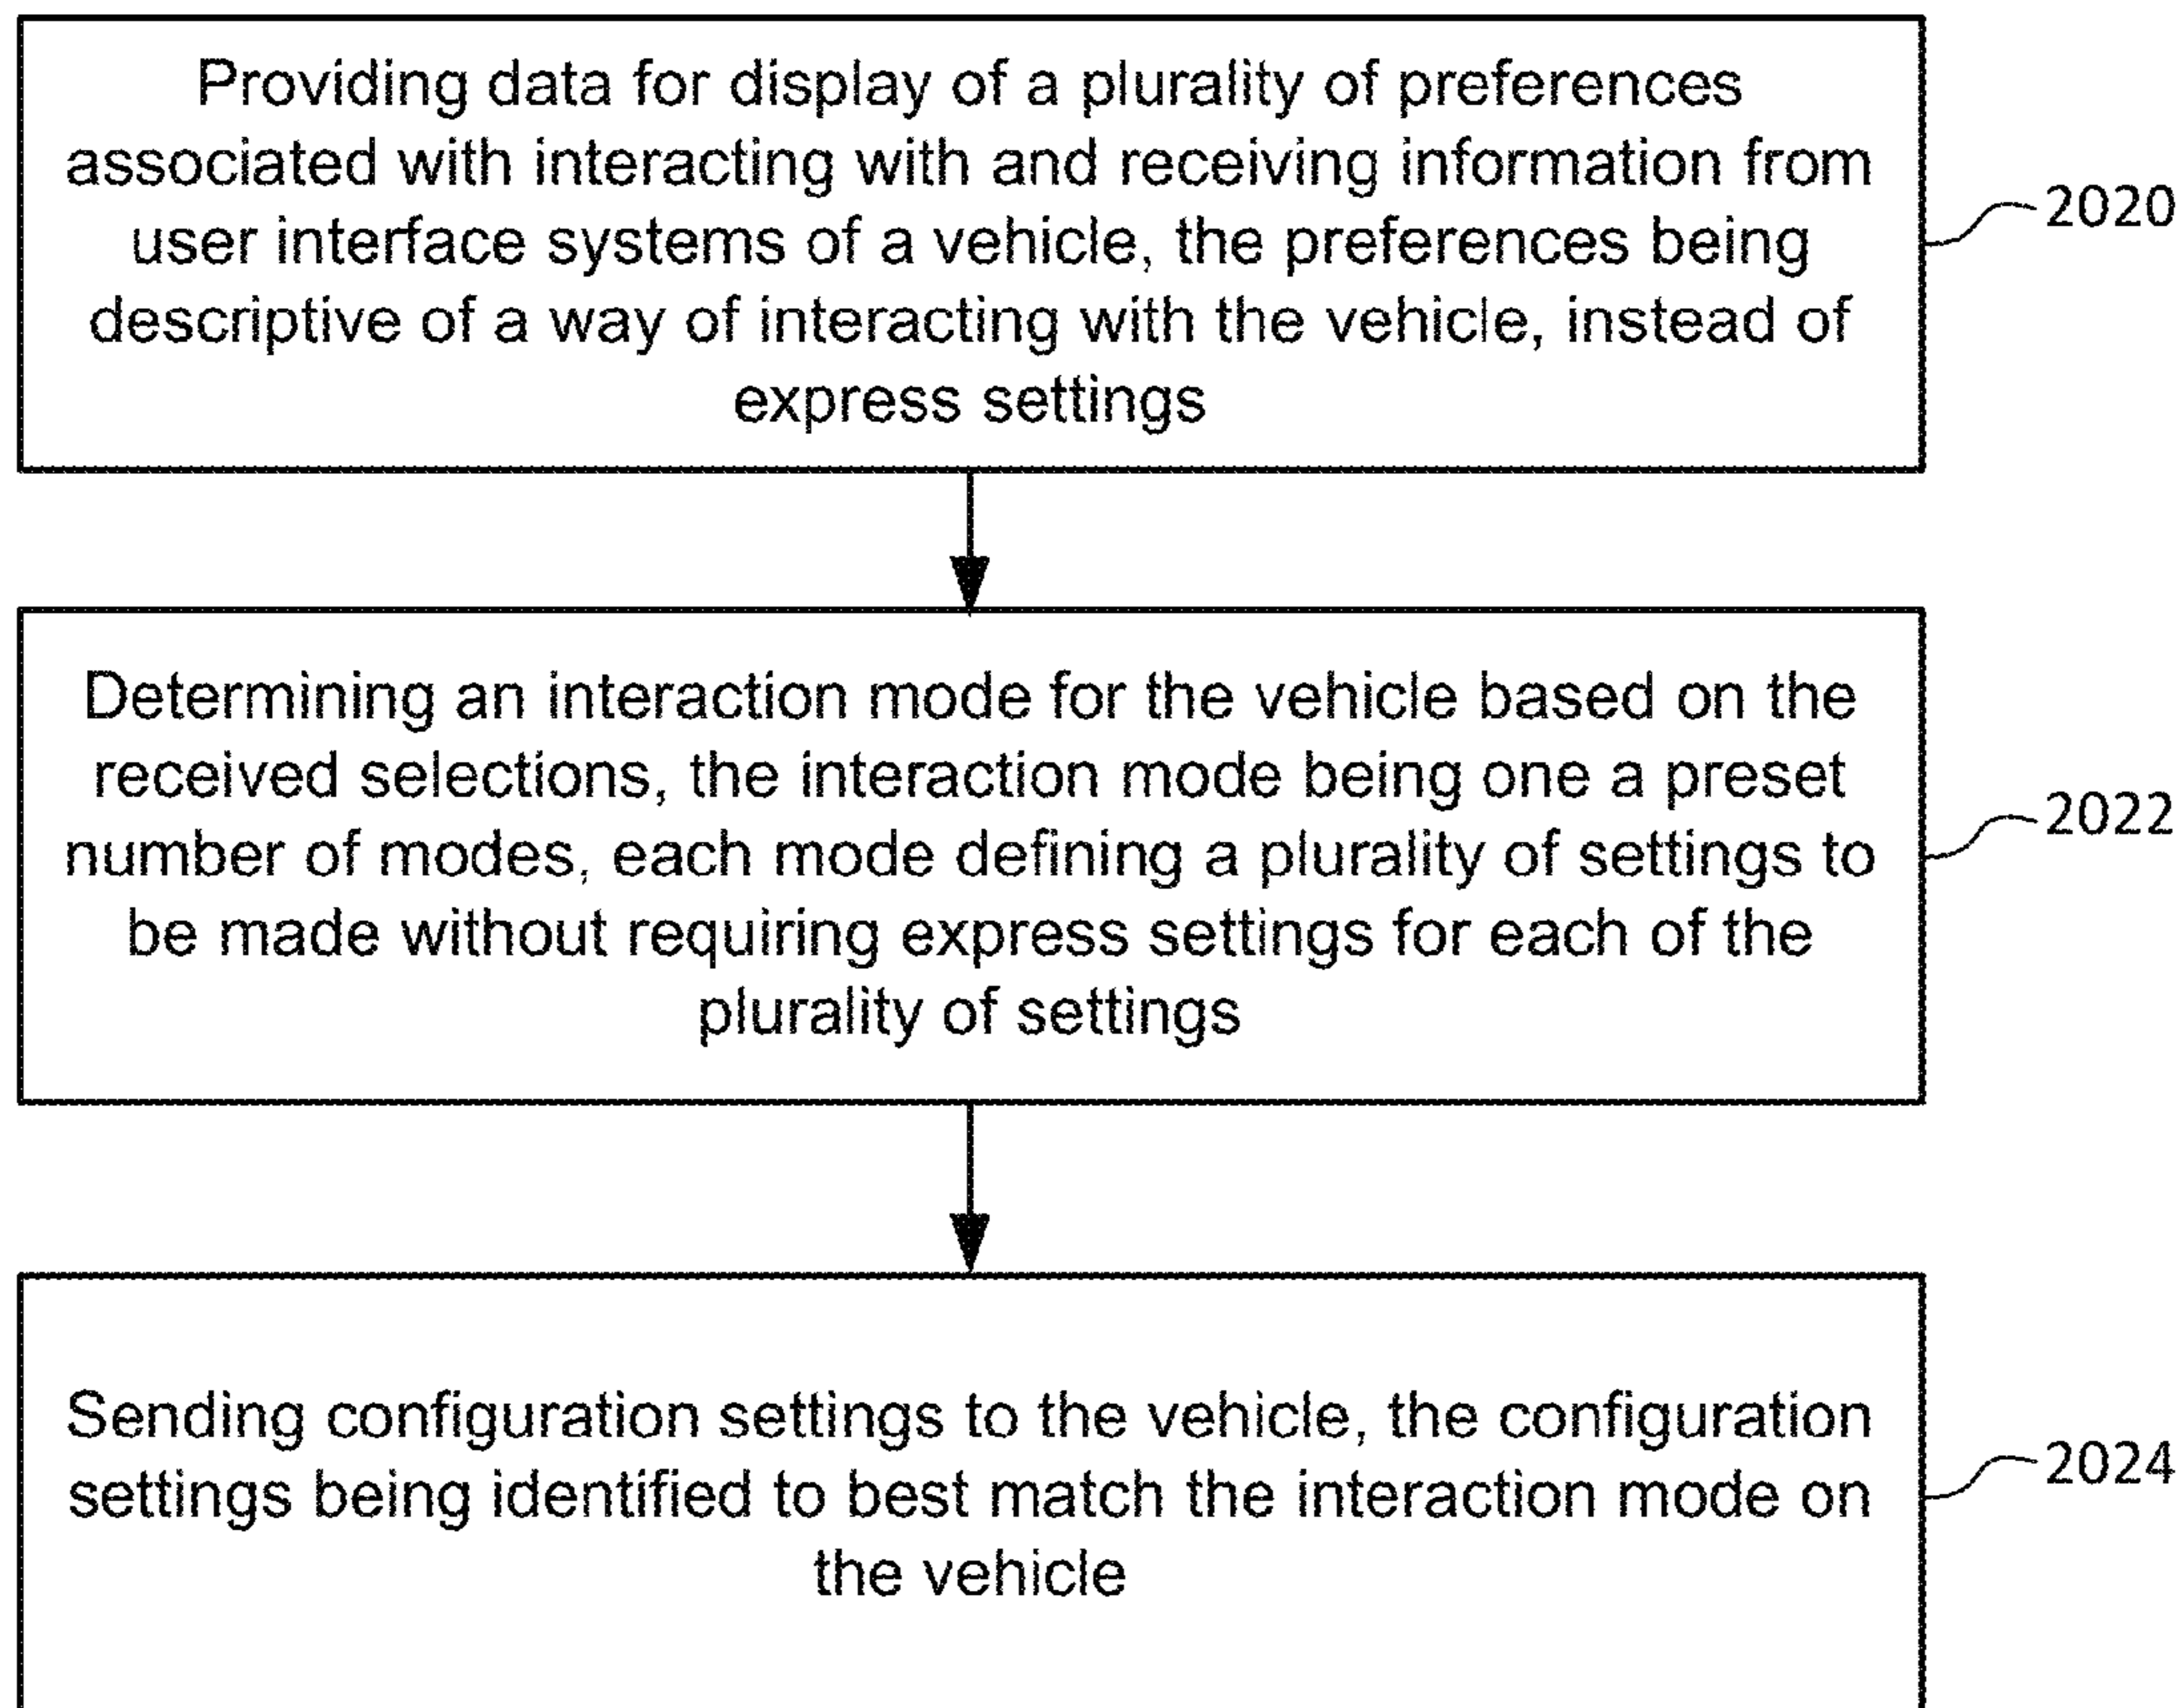 Providing data for display of a plurality of preferences
associated with interacting with and receiving information from
user interface systems of a vehicle, the preferences being
descriptive of a way of interacting with the vehicle, instead of
express settings
2020
Determining an interaction mode for the vehicle based on the
received selections, the interaction mode being one a preset
number of modes, each mode defining a plurality of settings to
be made without requiring express settings for each of the
plurality of settings
2022
Sending configuration settings to the vehicle, the configuration
settings being identified to best match the interaction mode on
the vehicle
2024